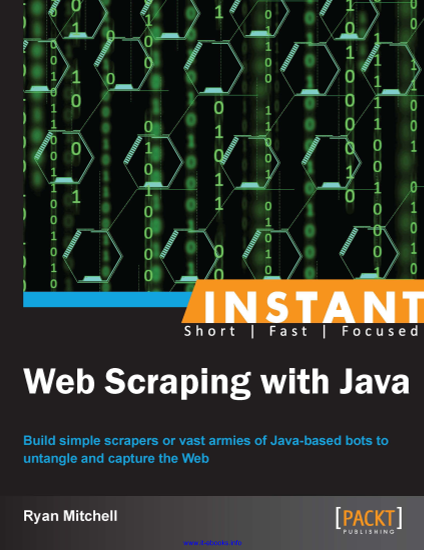 INSTANT
Short | Fast | Focused
Web Scraping with Java
Build simple scrapers or vast armies of Java-based bots to
untangle and capture the Web
Ryan Mitchell
[PACKT]
PUBLISHING
www.it-ebooks.info